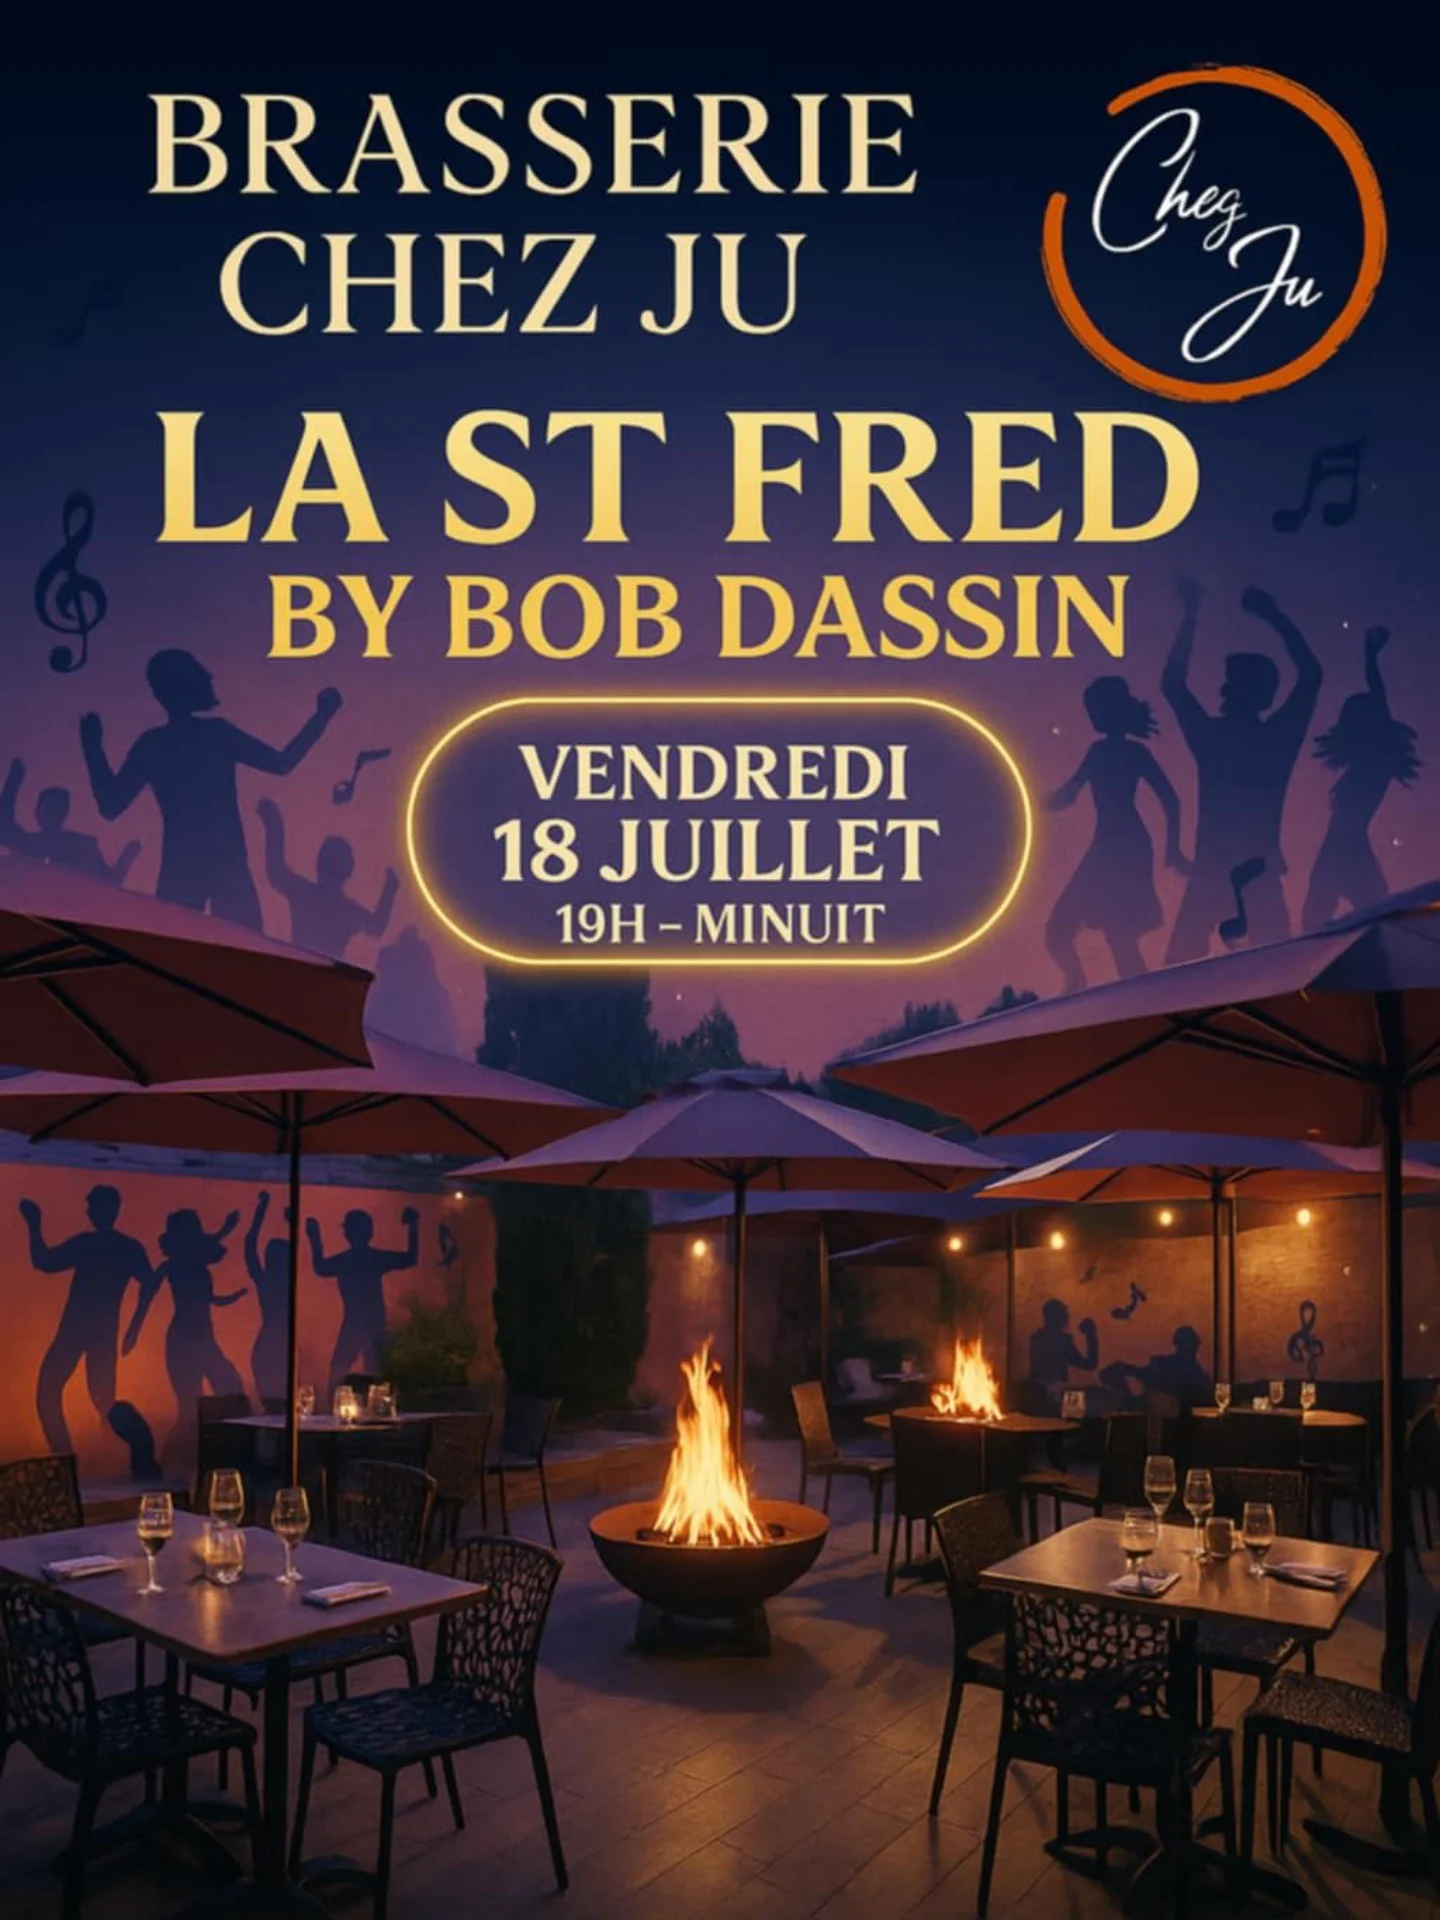 BRASSERIE
CHEZ JU
Chez
Ju
LA ST FRED
BY BOB DASSIN
VENDREDI
18 JUILLET
19H – MINUIT